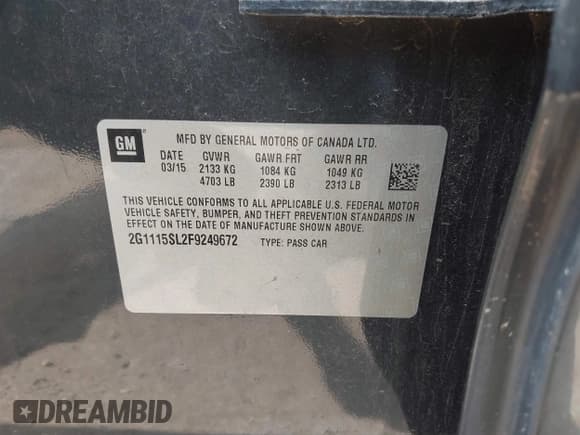 GM
MFD BY GENERAL MOTORS OF CANADA LTD.
DATE GVWR GAWR FRT GAWR RR
03/15 2133 KG 1084 KG 1049 KG
4703 LB 2390 LB 2313 LB
THIS VEHICLE CONFORMS TO ALL APPLICABLE U.S. FEDERAL MOTOR
VEHICLE SAFETY, BUMPER, AND THEFT PREVENTION STANDARDS IN
EFFECT ON THE DATE OF MANUFACTURE SHOWN ABOVE.
2G1115SL2F9249672 TYPE: PASS CAR
DREAMBID